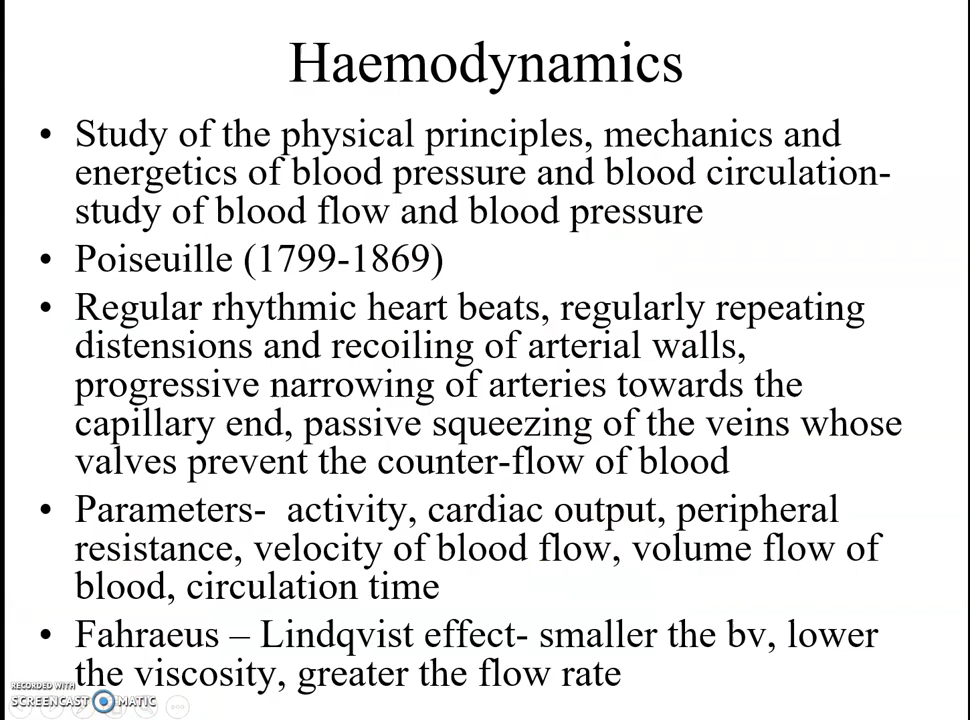 Haemodynamics
• Study of the physical principles, mechanics and
energetics of blood pressure and blood circulation-
study of blood flow and blood pressure
• Poiseuille (1799-1869)
• Regular rhythmic heart beats, regularly repeating
distensions and recoiling of arterial walls,
progressive narrowing of arteries towards the
capillary end, passive squeezing of the veins whose
valves prevent the counter-flow of blood
• Parameters-  activity, cardiac output, peripheral
resistance, velocity of blood flow, volume flow of
blood, circulation time
• Fahraeus – Lindqvist effect- smaller the bv, lower
the viscosity, greater the flow rate
RECORDED WITH
SCREENCAST MATIC